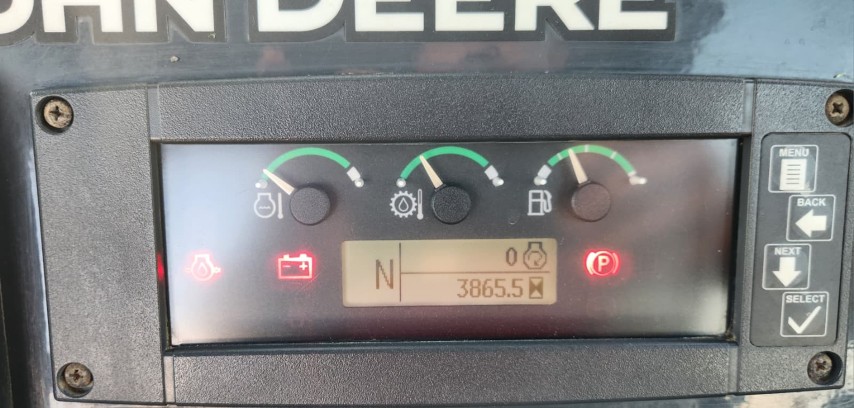 JOHN DEERE
MENU
BACK
NEXT
SELECT
N
0
3865.5
P